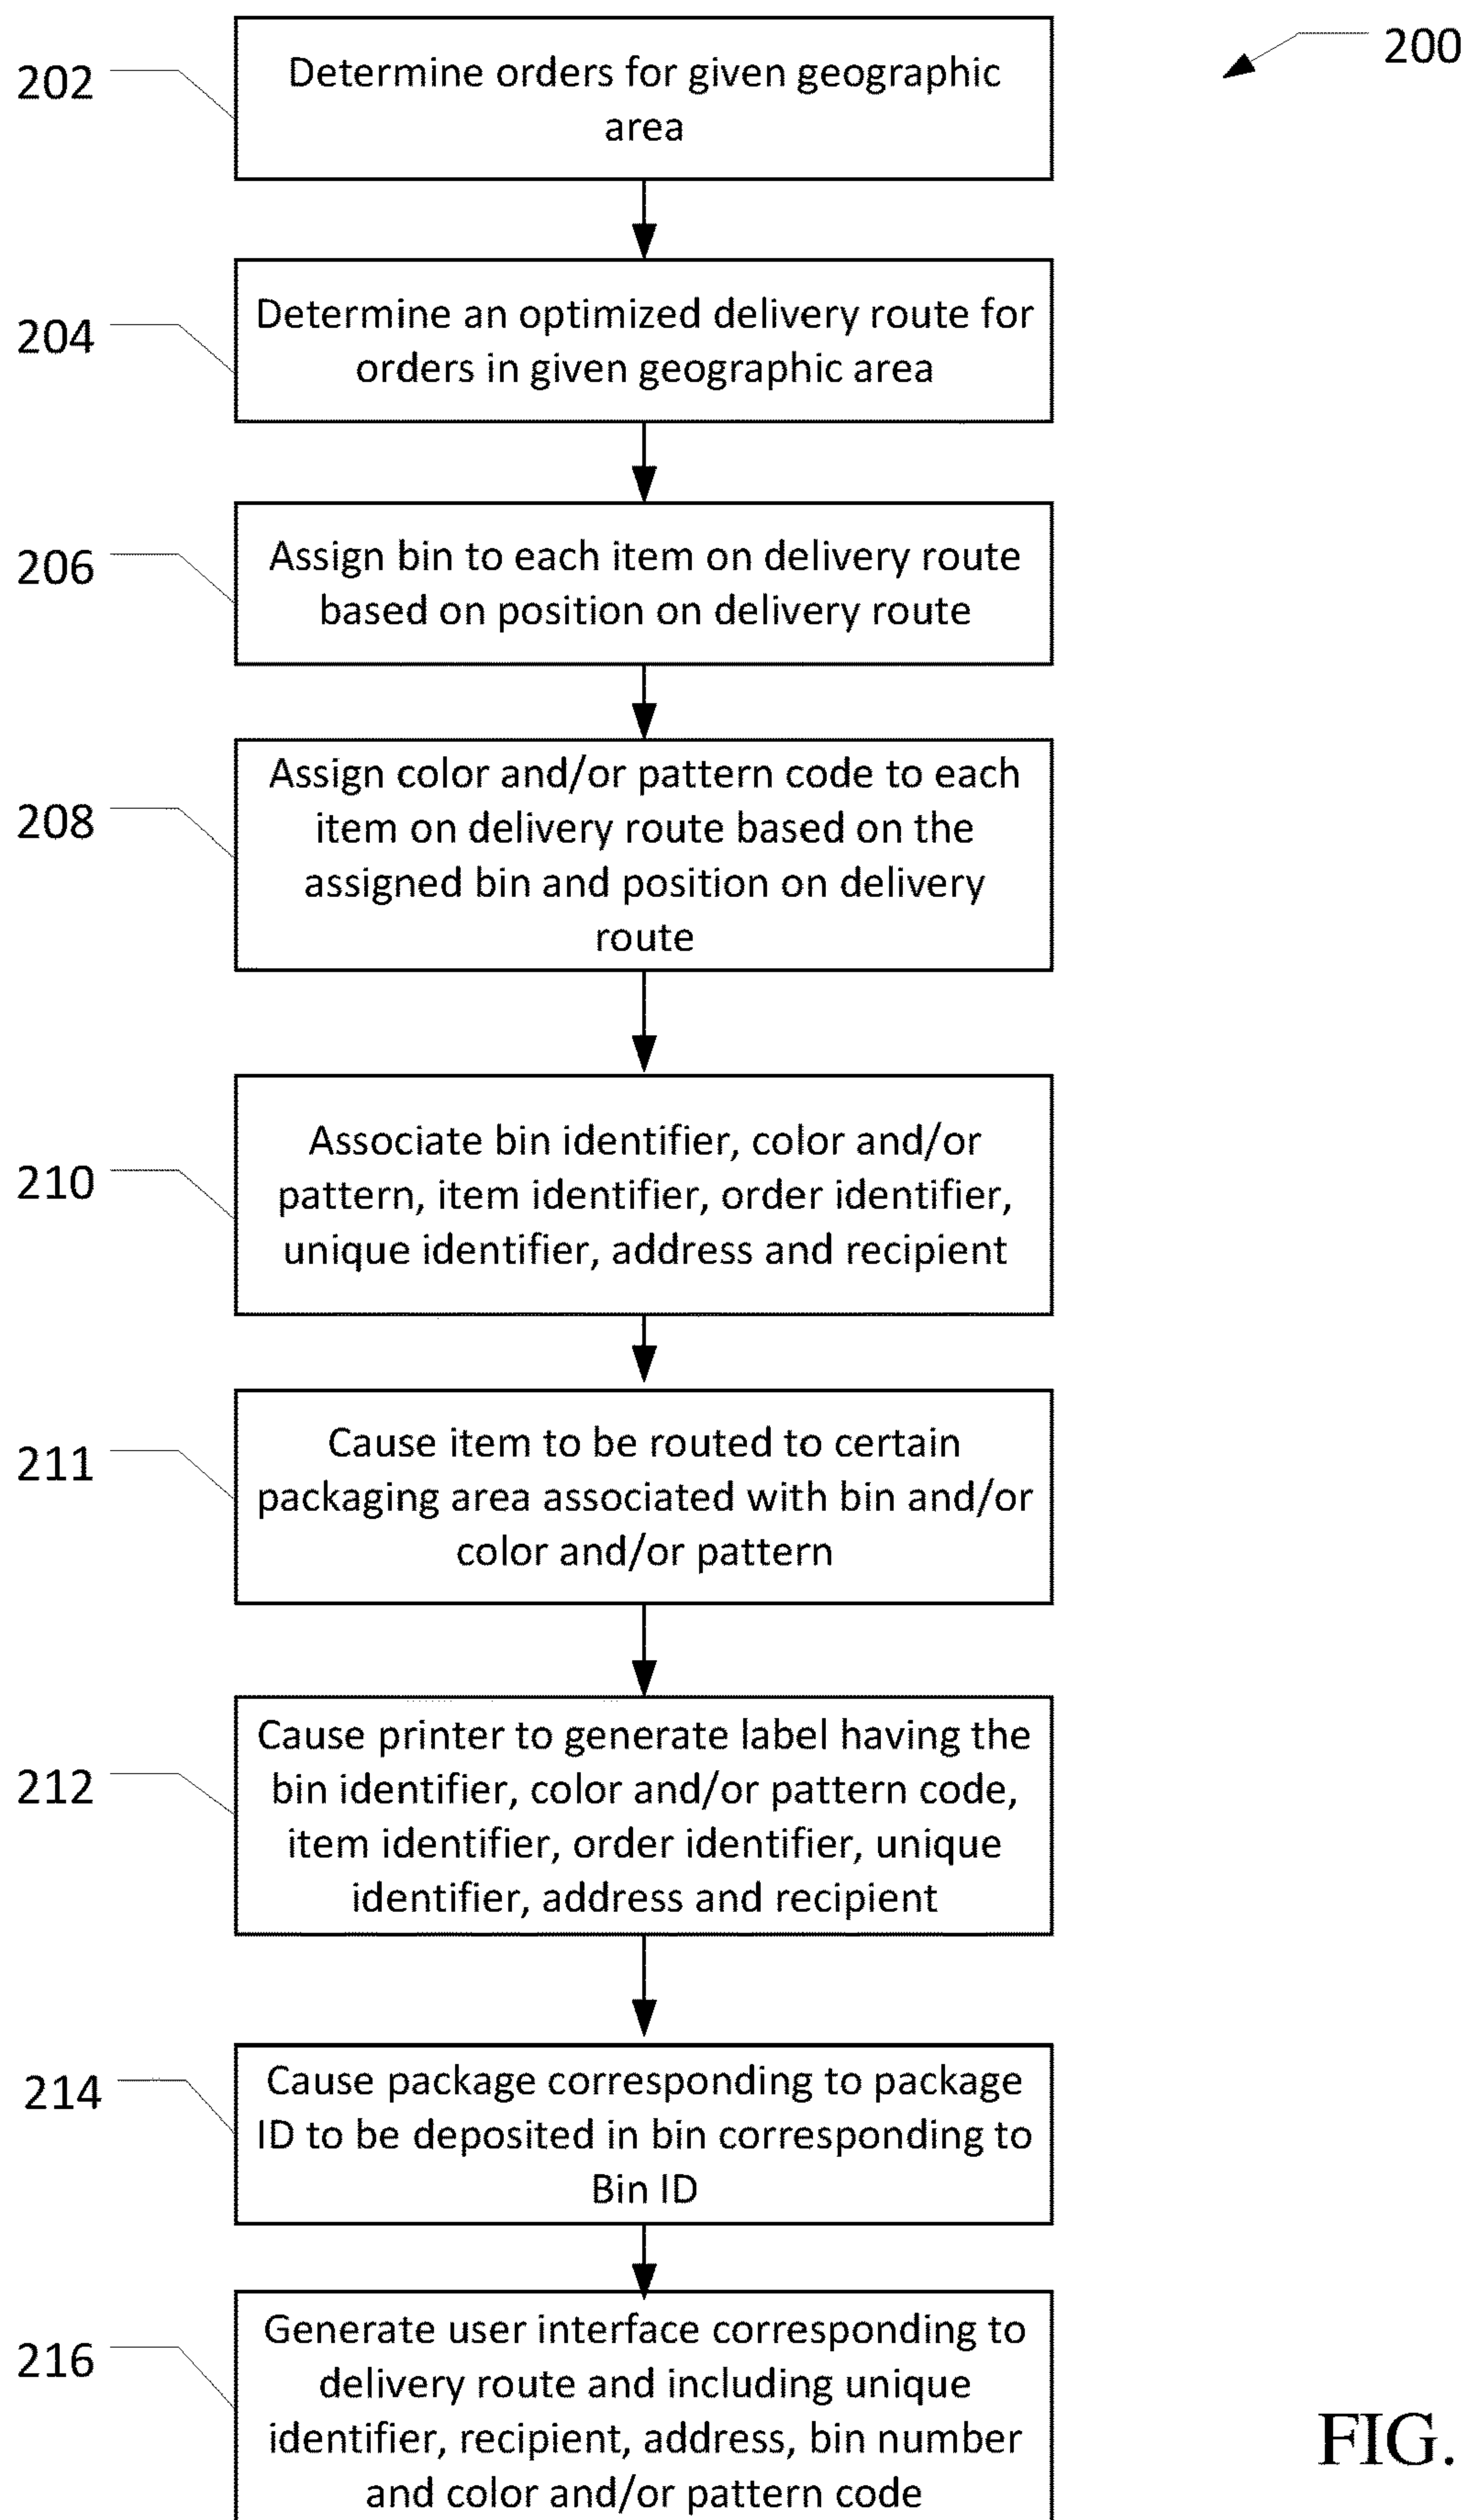 200
202
Determine orders for given geographic
area
204
Determine an optimized delivery route for
orders in given geographic area
206
Assign bin to each item on delivery route
based on position on delivery route
208
Assign color and/or pattern code to each
item on delivery route based on the
assigned bin and position on delivery
route
210
Associate bin identifier, color and/or
pattern, item identifier, order identifier,
unique identifier, address and recipient
211
Cause item to be routed to certain
packaging area associated with bin and/or
color and/or pattern
212
Cause printer to generate label having the
bin identifier, color and/or pattern code,
item identifier, order identifier, unique
identifier, address and recipient
214
Cause package corresponding to package
ID to be deposited in bin corresponding to
Bin ID
216
Generate user interface corresponding to
delivery route and including unique
identifier, recipient, address, bin number
and color and/or pattern code
FIG.